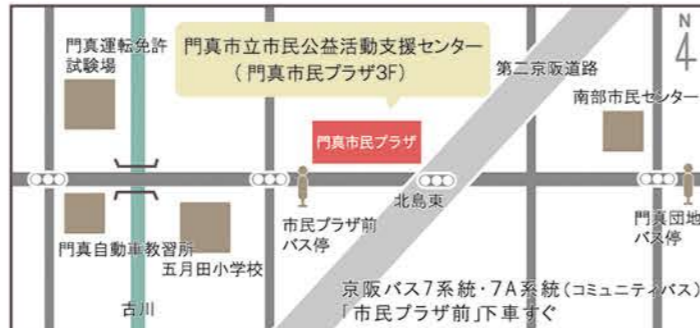 門真運転免許
試験場
門真市立市民公益活動支援センター
(門真市民プラザ3F)
N
第二京阪道路
南部市民センター
門真市民プラザ
北島東
市民プラザ前
バス停
門真団地
バス停
門真自動車教習所
五月田小学校
古川
京阪バス7系統・7A系統(コミュニティバス)
「市民プラザ前」下車すぐ